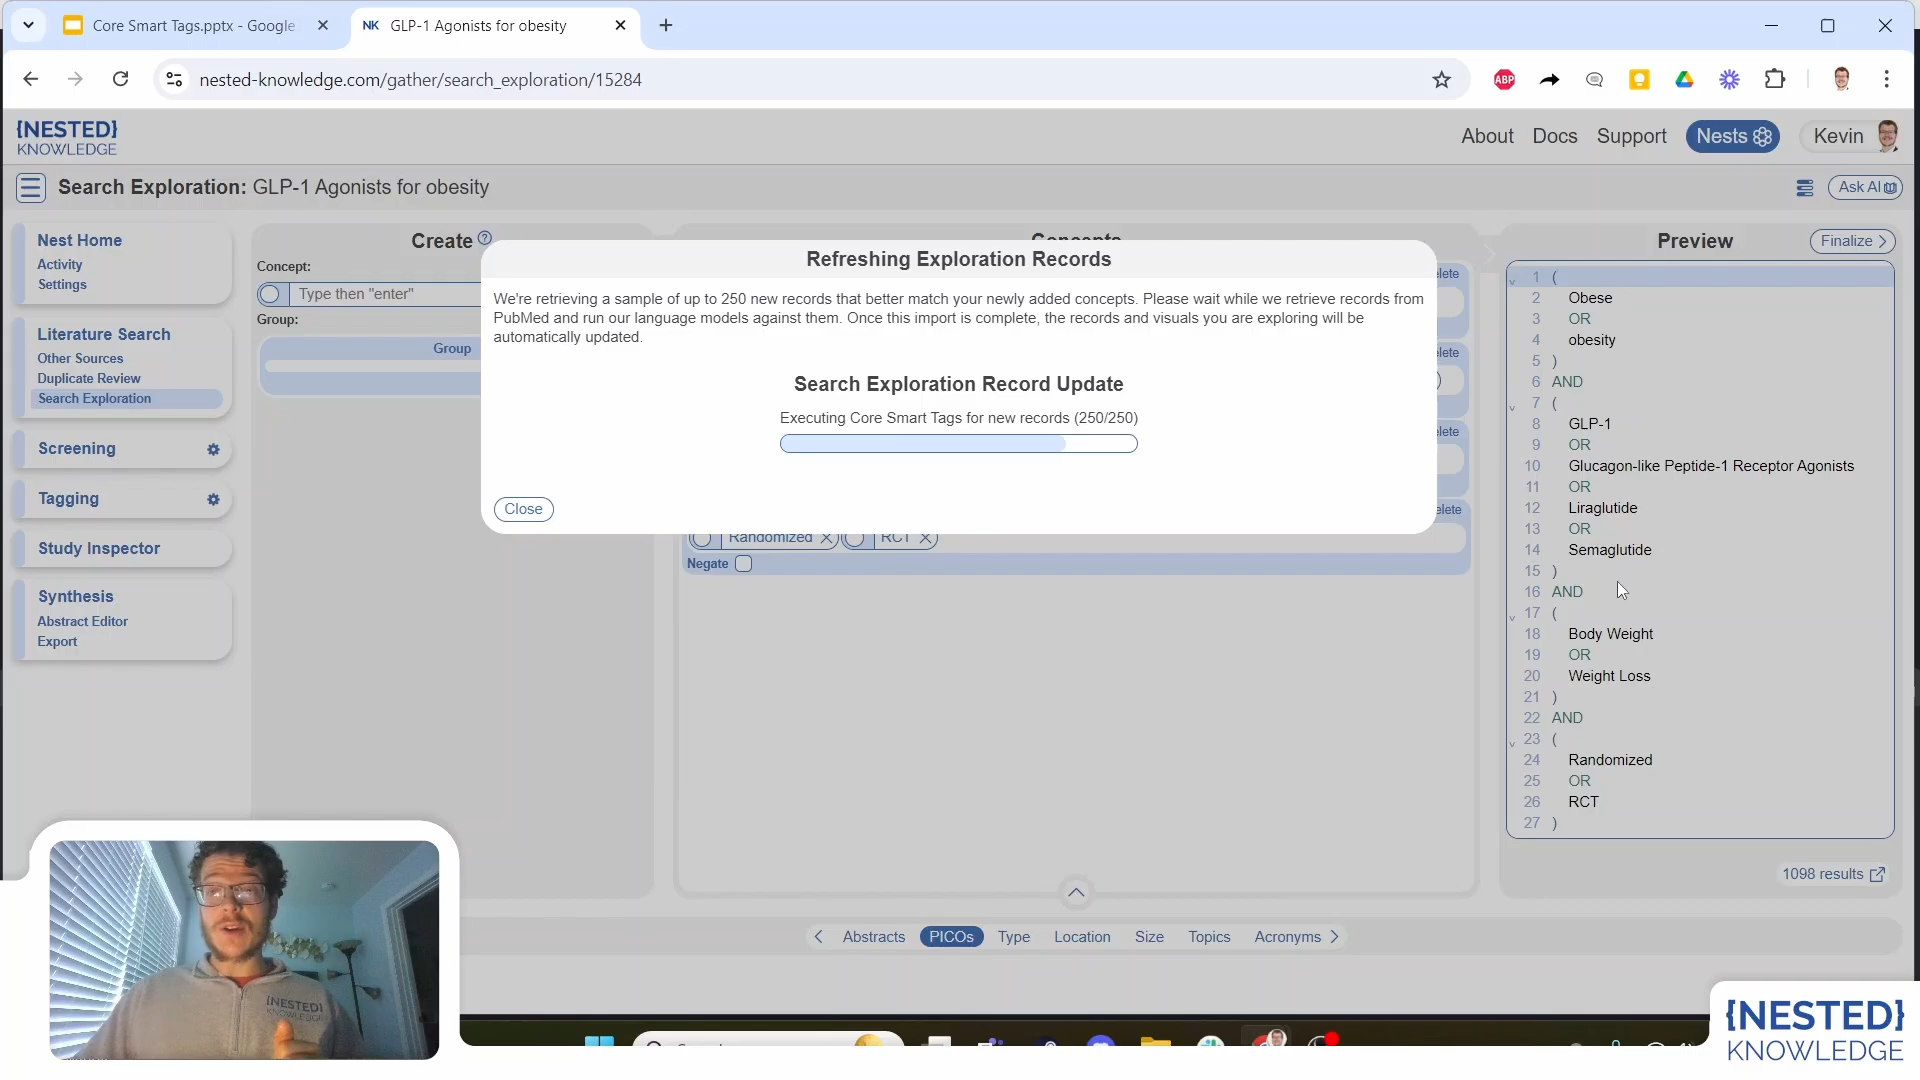 Core Smart Tags.pptx - Google
NK GLP-1 Agonists for obesity
nested-knowledge.com/gather/search_exploration/15284
ABP
{NESTED}
KNOWLEDGE
About Docs Support Nests Kevin
Search Exploration: GLP-1 Agonists for obesity
Ask AI
Nest Home
Activity
Settings
Literature Search
Other Sources
Duplicate Review
Search Exploration
Screening
Tagging
Study Inspector
Synthesis
Abstract Editor
Export
Create
Concept:
Type then "enter"
Group:
Group
Concepts
Refreshing Exploration Records
We're retrieving a sample of up to 250 new records that better match your newly added concepts. Please wait while we retrieve records from
PubMed and run our language models against them. Once this import is complete, the records and visuals you are exploring will be
automatically updated.
Search Exploration Record Update
Executing Core Smart Tags for new records (250/250)
Close
elete
elete
elete
elete
Randomized RCT
Negate
Preview
Finalize
1 (
2 Obese
3 OR
4 obesity
5 )
6 AND
7 (
8 GLP-1
9 OR
10 Glucagon-like Peptide-1 Receptor Agonists
11 OR
12 Liraglutide
13 OR
14 Semaglutide
15 )
16 AND
17 (
18 Body Weight
19 OR
20 Weight Loss
21 )
22 AND
23 (
24 Randomized
25 OR
26 RCT
27 )
1098 results
Abstracts PICOs Type Location Size Topics Acronyms
{NESTED}
KNOWLEDGE
{NESTED}
KNOWLEDGE